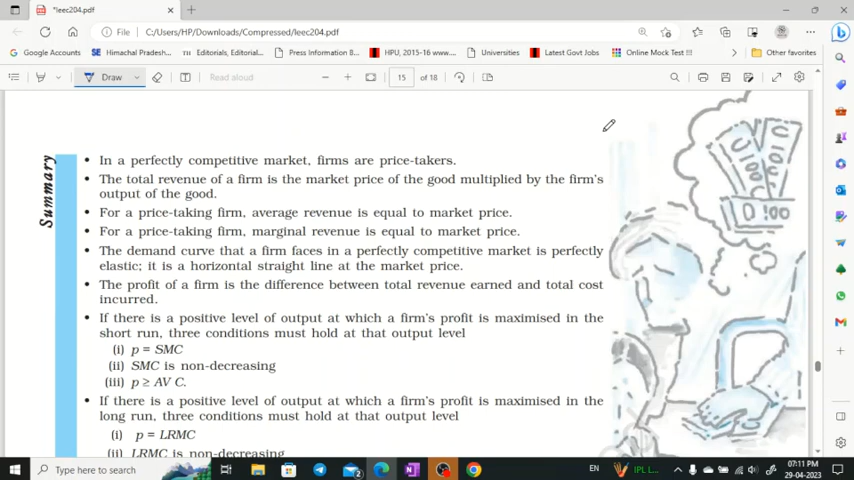 *leec204.pdf
File
C:/Users/HP/Downloads/Compressed/leec204.pdf
Google Accounts
Himachal Pradesh...
Editorials, Editorial...
Press Information B...
HPU, 2015-16 www...
Universities
Latest Govt Jobs
Online Mock Test !!!
Other favorites
Draw
Read aloud
15
of 18
Summary
• In a perfectly competitive market, firms are price-takers.
• The total revenue of a firm is the market price of the good multiplied by the firm's
output of the good.
• For a price-taking firm, average revenue is equal to market price.
• For a price-taking firm, marginal revenue is equal to market price.
• The demand curve that a firm faces in a perfectly competitive market is perfectly
elastic; it is a horizontal straight line at the market price.
• The profit of a firm is the difference between total revenue earned and total cost
incurred.
• If there is a positive level of output at which a firm's profit is maximised in the
short run, three conditions must hold at that output level
(i) p = SMC
(ii) SMC is non-decreasing
(iii) p ≥ AV C.
• If there is a positive level of output at which a firm's profit is maximised in the
long run, three conditions must hold at that output level
(i) p = LRMC
(ii) LRMC is non-decreasing
Type here to search
EN
IPL L...
07:11 PM
29-04-2023